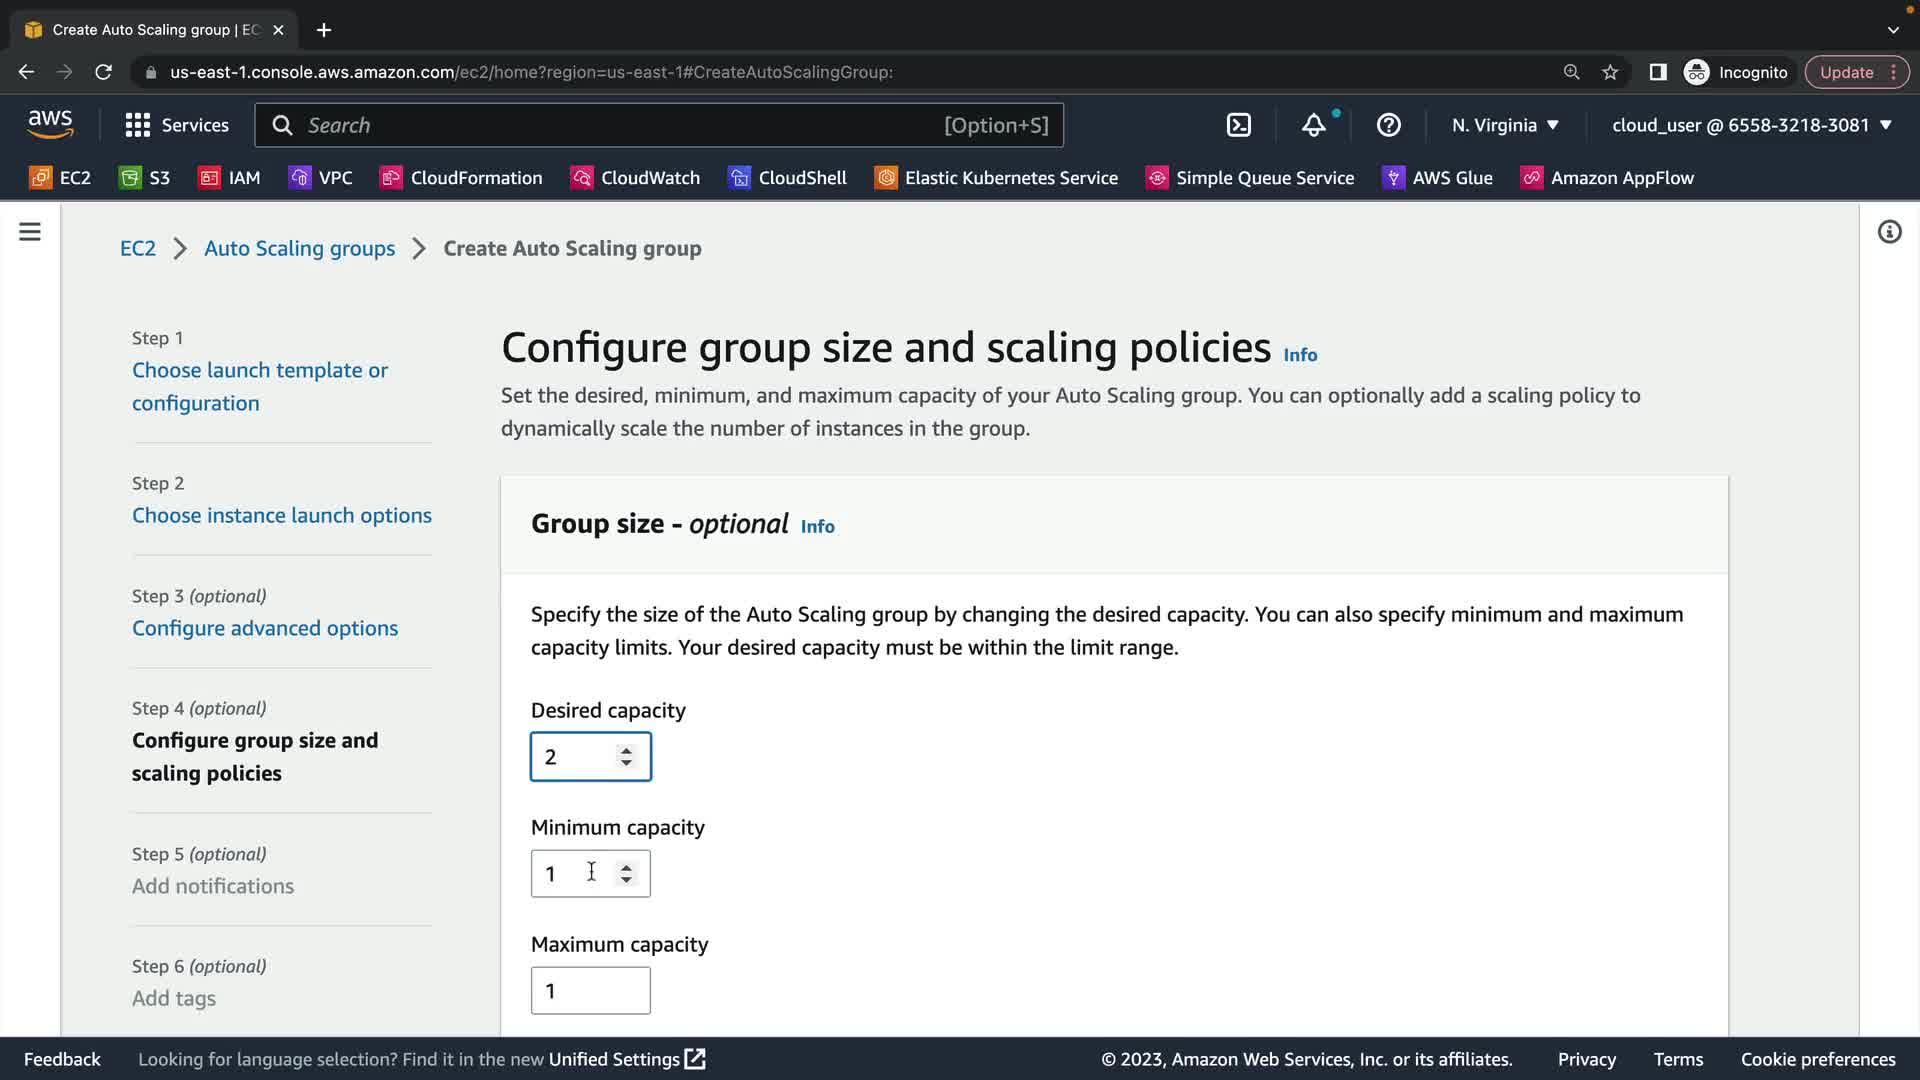 Create Auto Scaling group | EC
us-east-1.console.aws.amazon.com/ec2/home?region=us-east-1#CreateAutoScalingGroup:
Incognito
Update
aws
Services
Search
[Option+S]
N. Virginia
cloud_user @ 6558-3218-3081
EC2
S3
IAM
VPC
CloudFormation
CloudWatch
CloudShell
Elastic Kubernetes Service
Simple Queue Service
AWS Glue
Amazon AppFlow
EC2 > Auto Scaling groups > Create Auto Scaling group
Step 1
Choose launch template or
configuration
Step 2
Choose instance launch options
Step 3 (optional)
Configure advanced options
Step 4 (optional)
Configure group size and
scaling policies
Step 5 (optional)
Add notifications
Step 6 (optional)
Add tags
Configure group size and scaling policies Info
Set the desired, minimum, and maximum capacity of your Auto Scaling group. You can optionally add a scaling policy to
dynamically scale the number of instances in the group.
Group size - optional Info
Specify the size of the Auto Scaling group by changing the desired capacity. You can also specify minimum and maximum
capacity limits. Your desired capacity must be within the limit range.
Desired capacity
2
Minimum capacity
1
Maximum capacity
1
Feedback
Looking for language selection? Find it in the new Unified Settings
© 2023, Amazon Web Services, Inc. or its affiliates.
Privacy
Terms
Cookie preferences